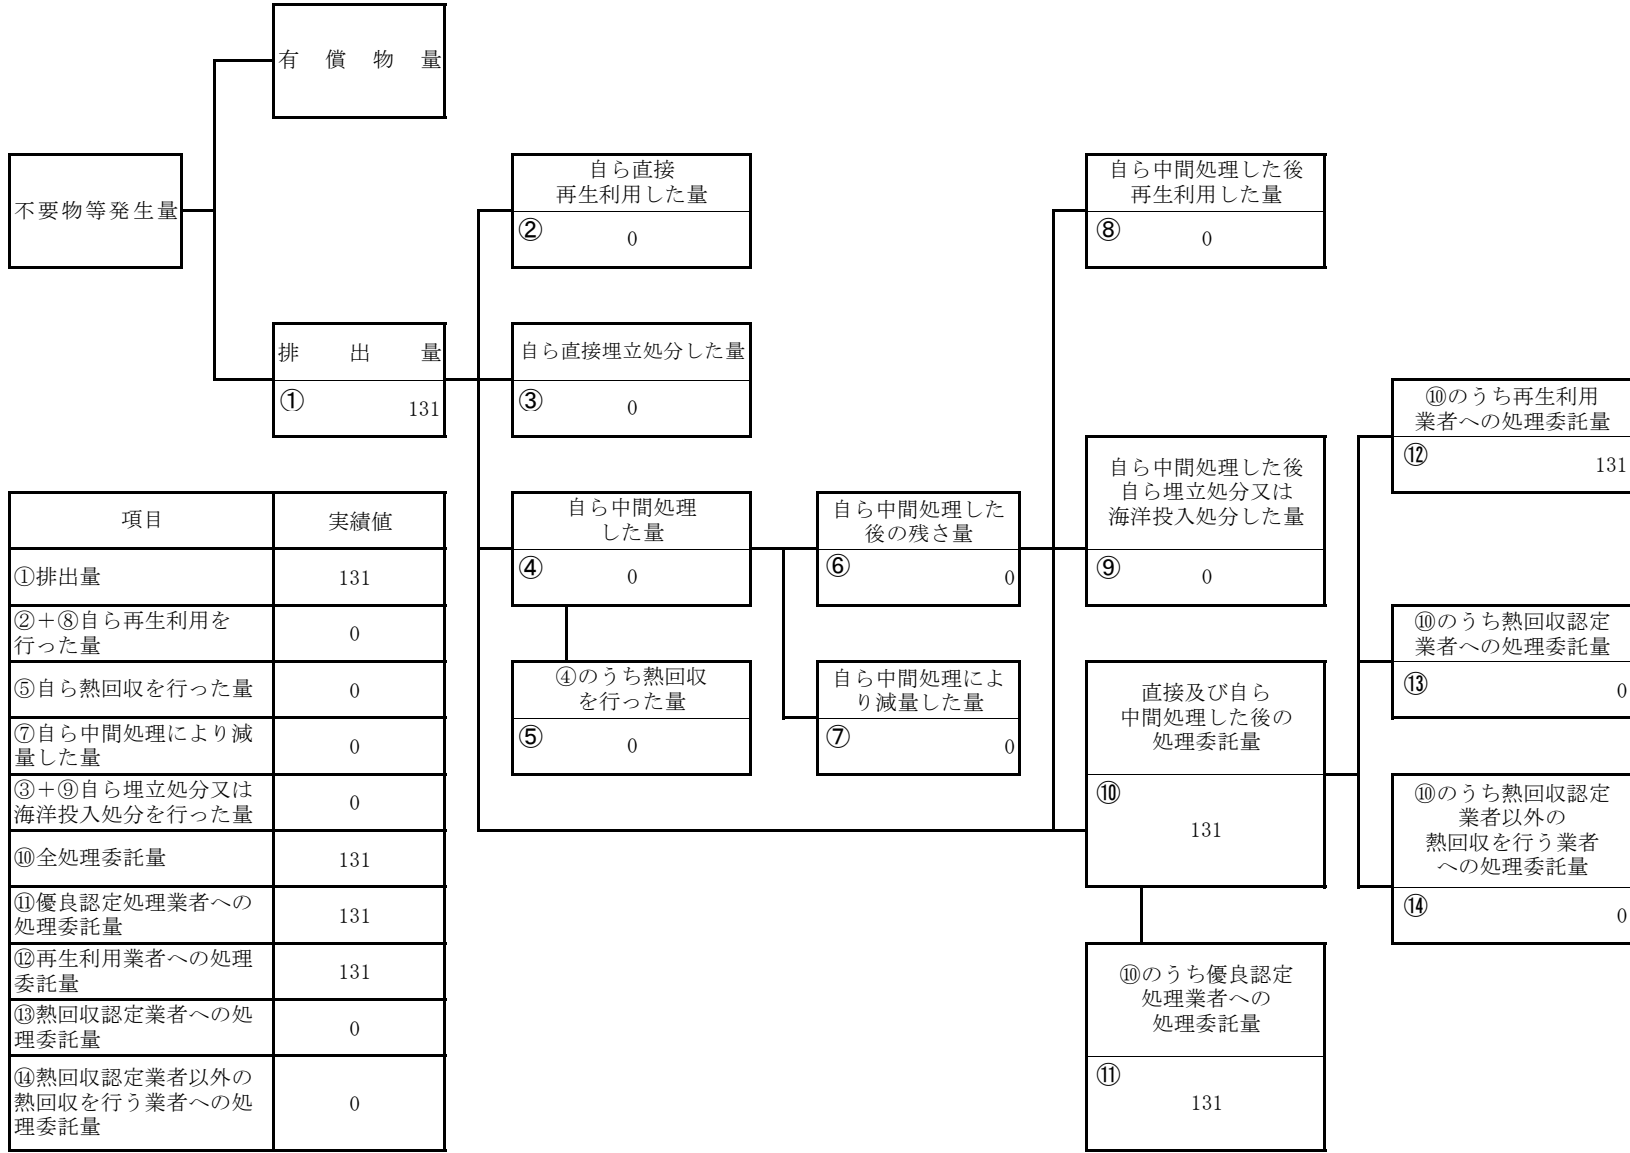 有償物量
不要物等発生量
排出量
①
131
自ら直接
再生利用した量
②
0
自ら直接埋立処分した量
③
0
自ら中間処理
した量
④
0
④のうち熱回収
を行った量
⑤
0
自ら中間処理した
後の残さ量
⑥
0
自ら中間処理によ
り減量した量
⑦
0
自ら中間処理した後
再生利用した量
⑧
0
自ら中間処理した後
自ら埋立処分又は
海洋投入処分した量
⑨
0
直接及び自ら
中間処理した後の
処理委託量
⑩
131
⑩のうち優良認定
処理業者への
処理委託量
⑪
131
⑩のうち再生利用
業者への処理委託量
⑫
131
⑩のうち熱回収認定
業者への処理委託量
⑬
0
⑩のうち熱回収認定
業者以外の
熱回収を行う業者
への処理委託量
⑭
0
項目 実績値
①排出量 131
②+⑧自ら再生利用を
行った量
0
⑤自ら熱回収を行った量 0
⑦自ら中間処理により減
量した量
0
③+⑨自ら埋立処分又は
海洋投入処分を行った量
0
⑩全処理委託量 131
⑪優良認定処理業者への
処理委託量
131
⑫再生利用業者への処理
委託量
131
⑬熱回収認定業者への処
理委託量
0
⑭熱回収認定業者以外の
熱回収を行う業者への処
理委託量
0